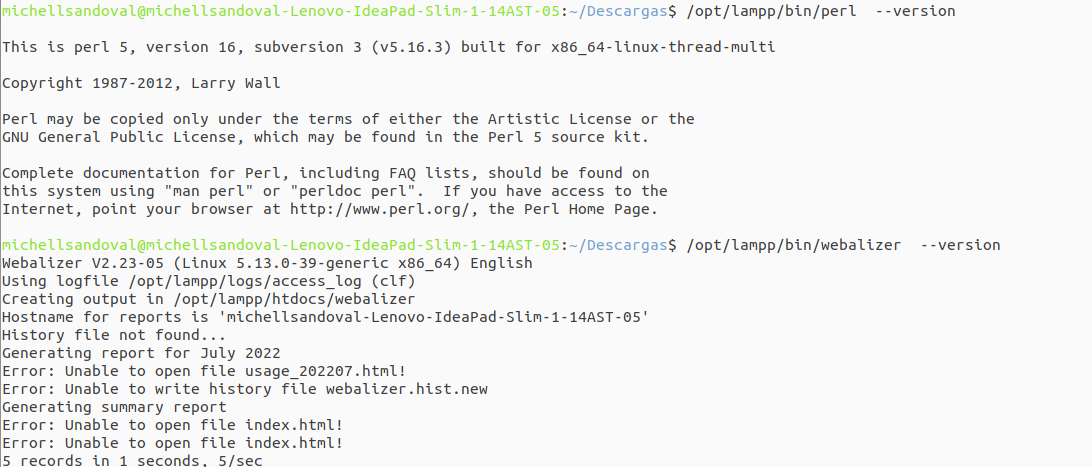 michellsandoval@michellsandoval-Lenovo-IdeaPad-Slim-1-14AST-05:~/Descargas$ /opt/lampp/bin/perl  --version
This is perl 5, version 16, subversion 3 (v5.16.3) built for x86_64-linux-thread-multi
Copyright 1987-2012, Larry Wall
Perl may be copied only under the terms of either the Artistic License or the
GNU General Public License, which may be found in the Perl 5 source kit.
Complete documentation for Perl, including FAQ lists, should be found on
this system using "man perl" or "perldoc perl".  If you have access to the
Internet, point your browser at http://www.perl.org/, the Perl Home Page.
michellsandoval@michellsandoval-Lenovo-IdeaPad-Slim-1-14AST-05:~/Descargas$ /opt/lampp/bin/webalizer  --version
Webalizer V2.23-05 (Linux 5.13.0-39-generic x86_64) English
Using logfile /opt/lampp/logs/access_log (clf)
Creating output in /opt/lampp/htdocs/webalizer
Hostname for reports is 'michellsandoval-Lenovo-IdeaPad-Slim-1-14AST-05'
History file not found...
Generating report for July 2022
Error: Unable to open file usage_202207.html!
Error: Unable to write history file webalizer.hist.new
Generating summary report
Error: Unable to open file index.html!
Error: Unable to open file index.html!
5 records in 1 seconds, 5/sec